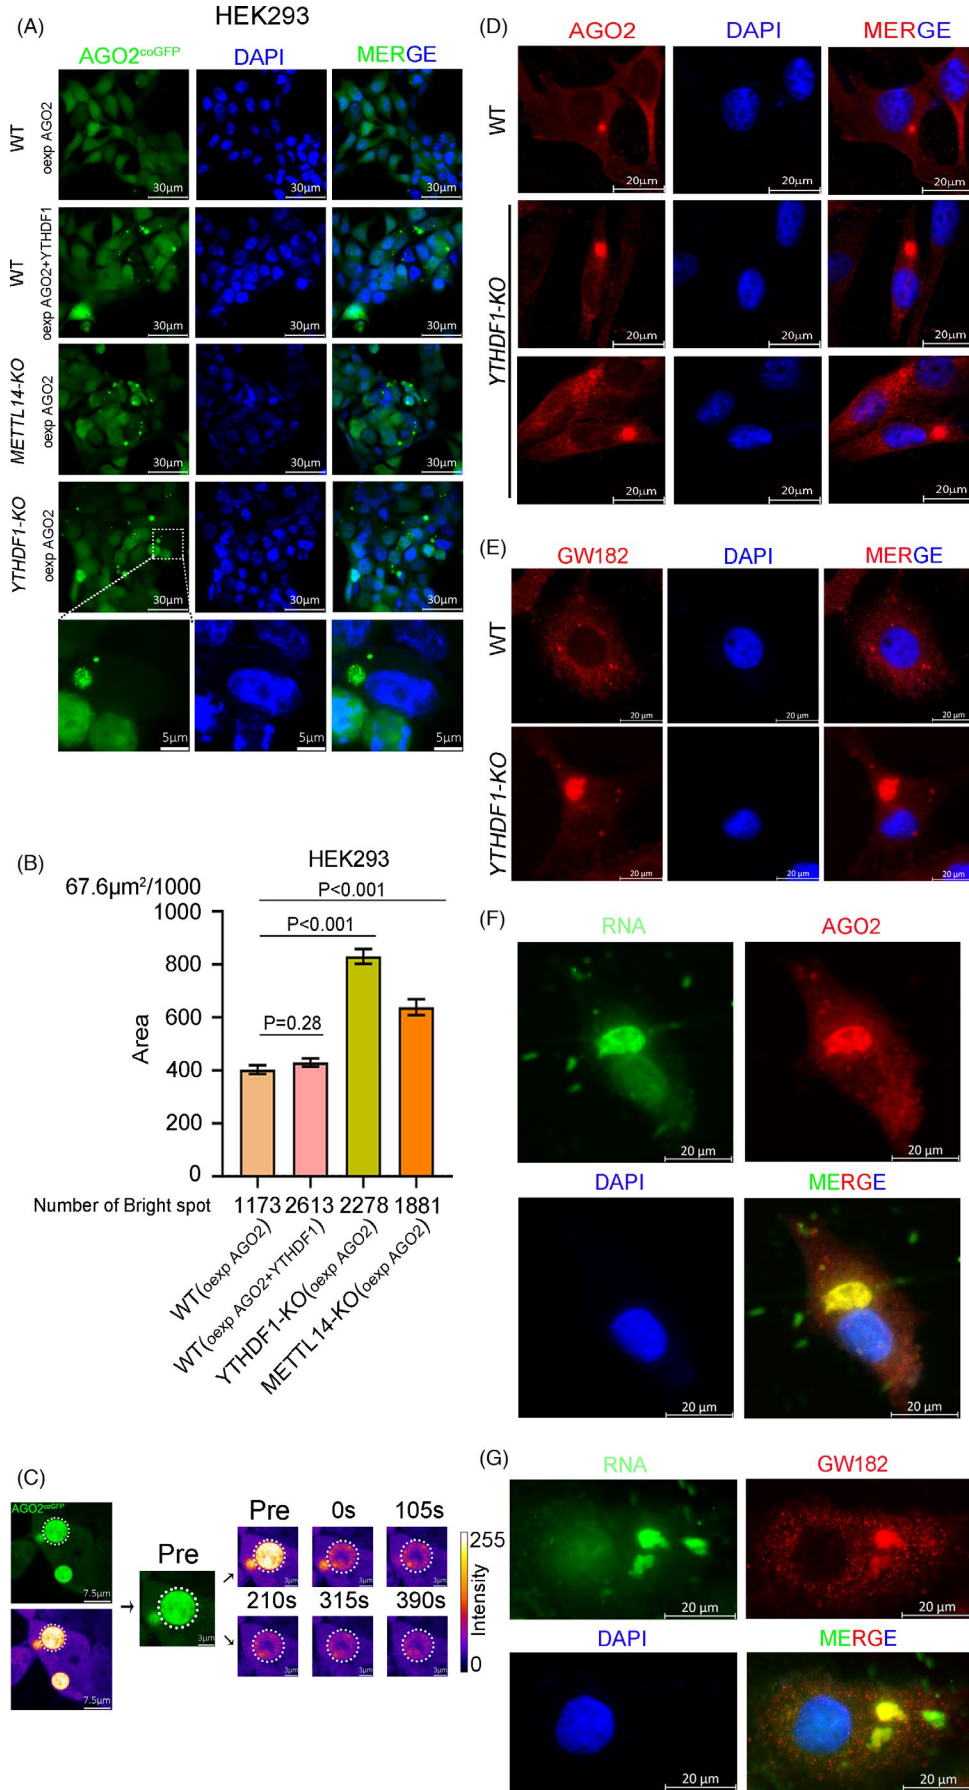 HEK293
(A)
AGO2coGFP DAPI MERGE
WT
oexp AGO2
30µm 30µm 30µm
WT
oexp AGO2+YTHDF1
30µm 30µm 30µm
METTL14-KO
oexp AGO2
30µm 30µm 30µm
YTHDF1-KO
oexp AGO2
30µm 30µm 30µm
5µm 5µm 5µm
(B)
HEK293
67.6µm²/1000
P<0.001
P<0.001
P=0.28
Area
1000
800
600
400
200
0
Number of Bright spot 1173 2613 2278 1881
WT(oexp AGO2)
WT(oexp AGO2+YTHDF1)
YTHDF1-KO(oexp AGO2)
METTL14-KO(oexp AGO2)
(C)
AGO2coGFP
7.5µm
7.5µm
Pre
3µm
Pre 0s 105s
3µm 3µm 3µm
210s 315s 390s
3µm 3µm 3µm
255
Intensity
0
(D)
AGO2 DAPI MERGE
WT
20µm 20µm 20µm
YTHDF1-KO
20µm 20µm 20µm
20µm 20µm 20µm
(E)
GW182 DAPI MERGE
WT
20 µm 20 µm 20 µm
YTHDF1-KO
20 µm 20 µm 20 µm
(F)
RNA AGO2
20 µm 20 µm
DAPI MERGE
20 µm 20 µm
(G)
RNA GW182
20 µm 20 µm
DAPI MERGE
20 µm 20 µm